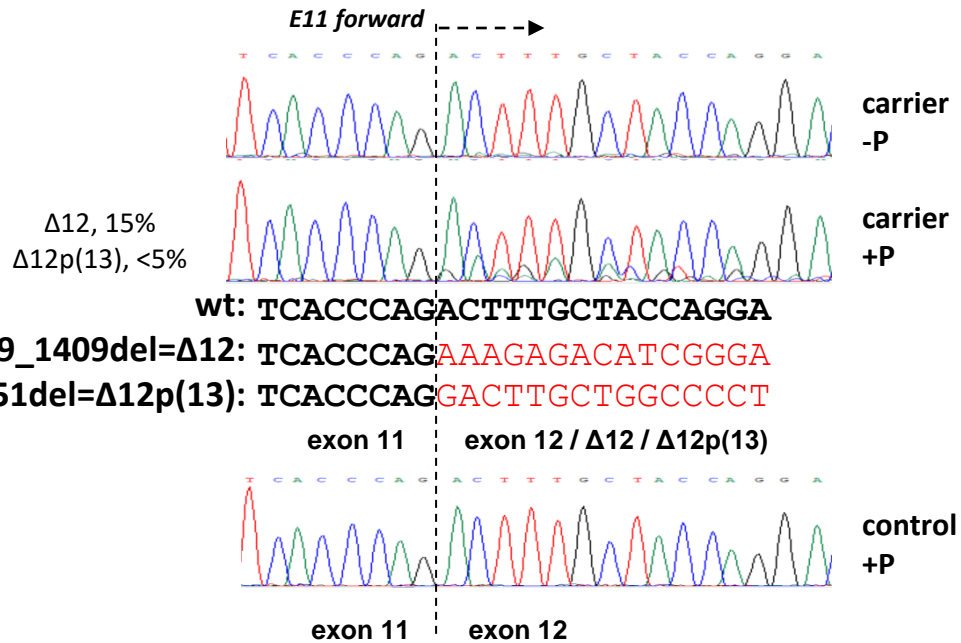 E11 forward
T C A C C C A G A C T T T G C T A C C A G G A
carrier
-P
Δ12, 15%
Δ12p(13), <5%
carrier
+P
wt: TCACCCAGACTTTGCTACCAGGA
9_1409del=Δ12: TCACCCAGAAAGAGACATCGGGA
51del=Δ12p(13): TCACCCAGGACTTGCTGGCCCCT
exon 11 exon 12 / Δ12 / Δ12p(13)
T C A C C C A G A C T T T G C T A C C A G G A
control
+P
exon 11 exon 12